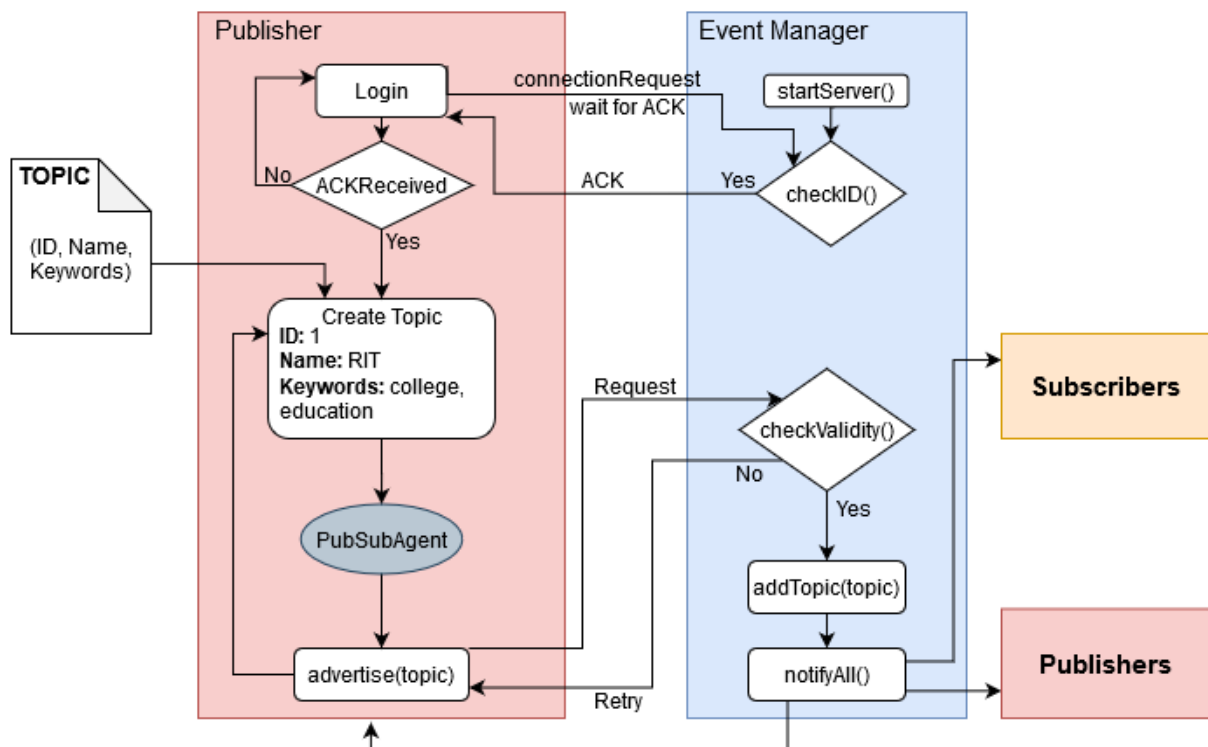 Publisher
Event Manager
Login
connectionRequest
wait for ACK
startServer()
TOPIC
(ID, Name,
Keywords)
No
ACKReceived
ACK
Yes
checkID()
Yes
Create Topic
ID: 1
Name: RIT
Keywords: college,
education
Request
checkValidity()
No
Yes
Subscribers
PubSubAgent
addTopic(topic)
advertise(topic)
Retry
notifyAll()
Publishers